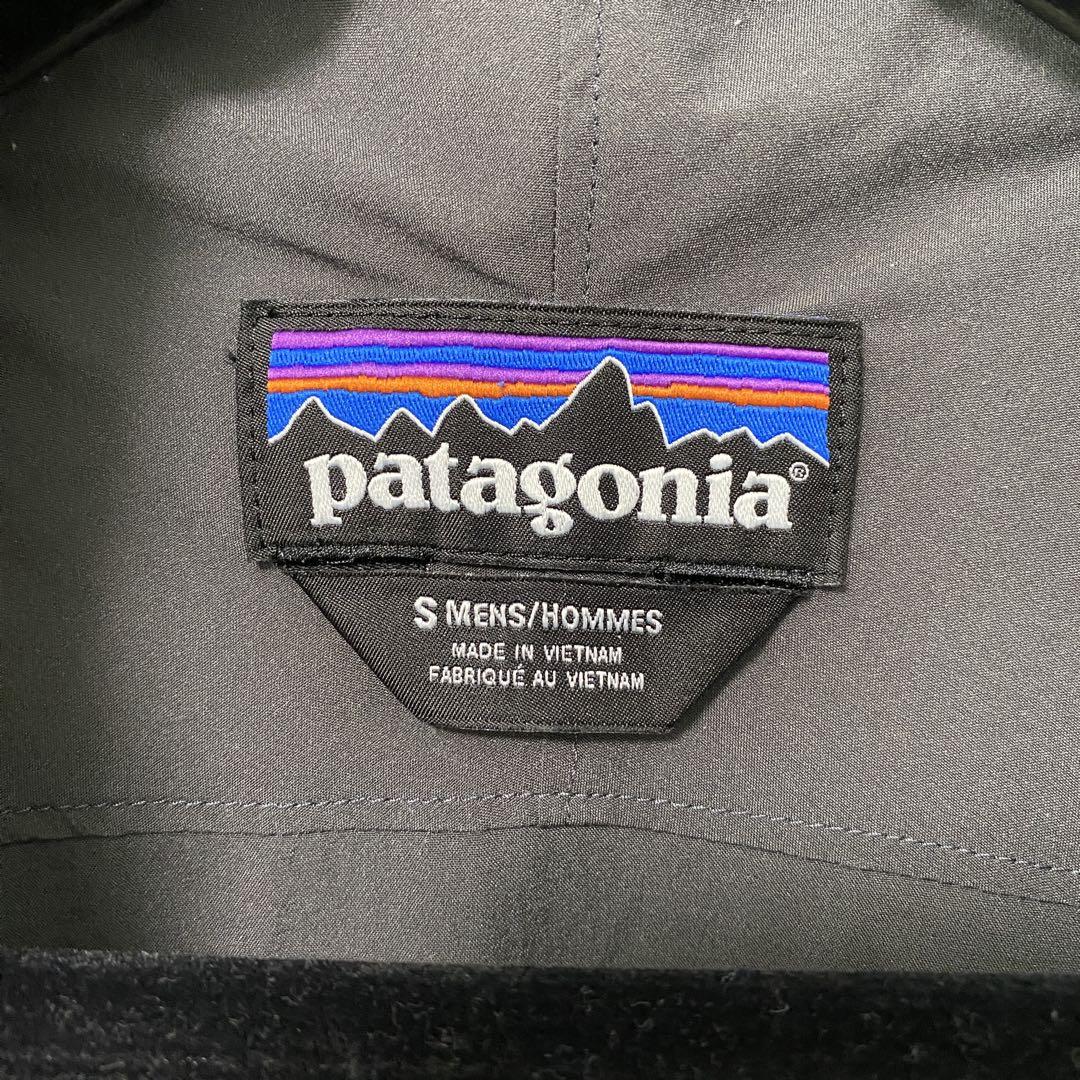 patagonia®
S MENS/HOMMES
MADE IN VIETNAM
FABRIQUÉ AU VIETNAM